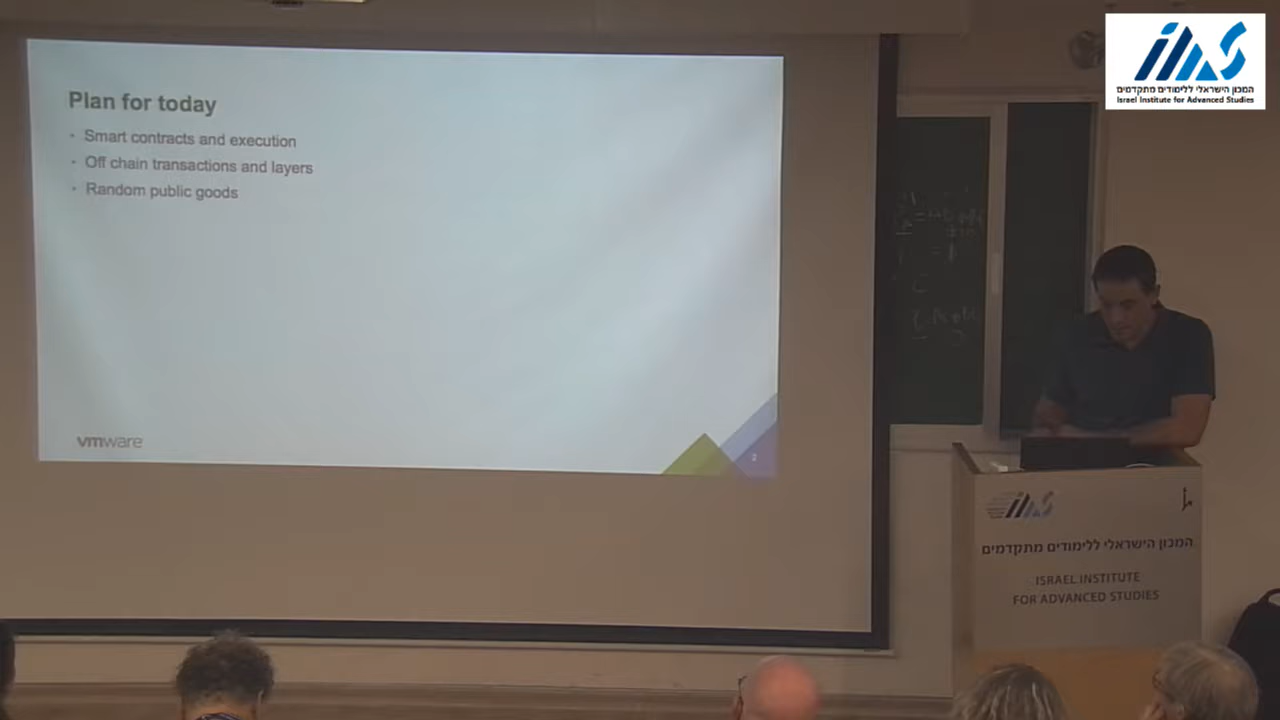 Plan for today
• Smart contracts and execution
• Off chain transactions and layers
• Random public goods
vmware
2
המכון הישראלי ללימודים מתקדמים
Israel Institute for Advanced Studies
המכון הישראלי ללימודים מתקדמים
ISRAEL INSTITUTE
FOR ADVANCED STUDIES